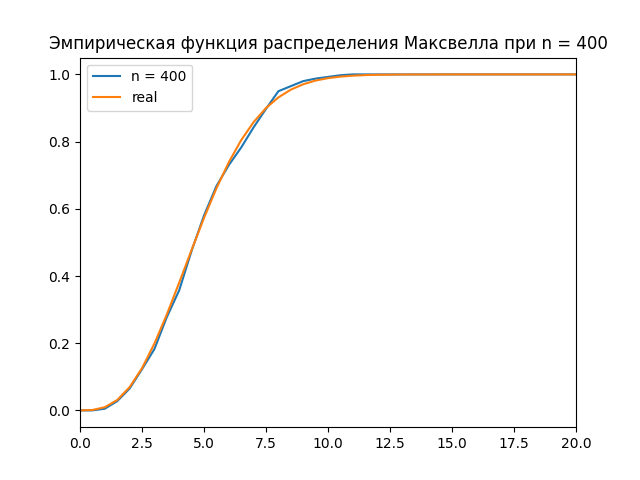 Эмпирическая функция распределения Максвелла при n = 400
n = 400
real
1.0
0.8
0.6
0.4
0.2
0.0
0.0 2.5 5.0 7.5 10.0 12.5 15.0 17.5 20.0